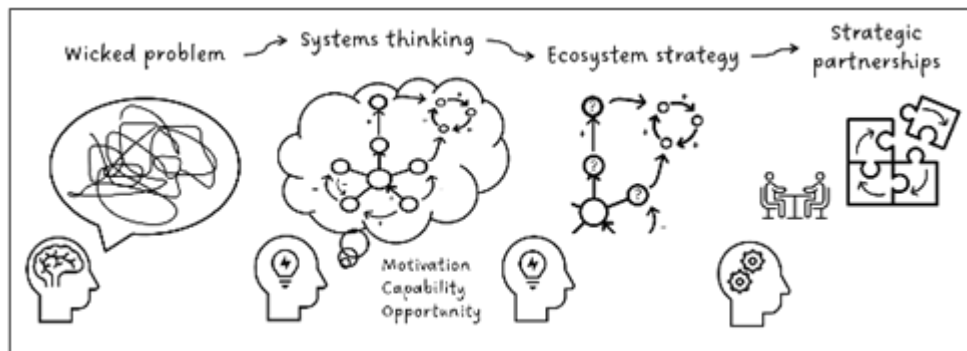 Wicked problem
Systems thinking
Ecosystem strategy
Strategic
partnerships
+
-
+
-
+
-
-
+
+
Motivation
Capability
Opportunity
?
?
?
+
+
-
+
-